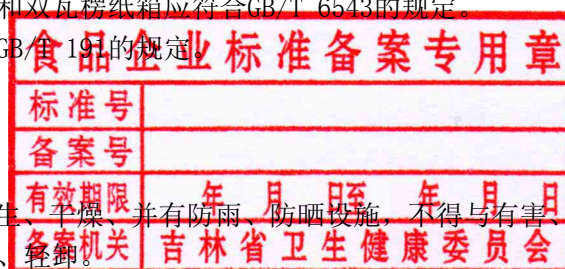 和双瓦楞纸箱应符合GB/T 6543的规定。
GB/T 191的规定。
食品企业标准备案专用章
标准号
备案号
有效期限 年 月 日至 年 月 日
生、干燥、并有防雨、防晒设施，不得与有害、
备案机关 吉林省卫生健康委员会
、轻卸。